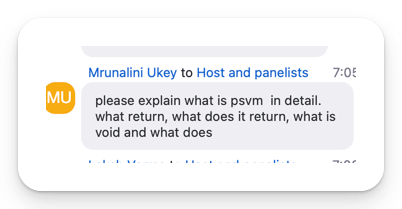 Mrunalini Ukey to Host and panelists 7:05
MU
please explain what is psvm  in detail.
what return, what does it return, what is
void and what does